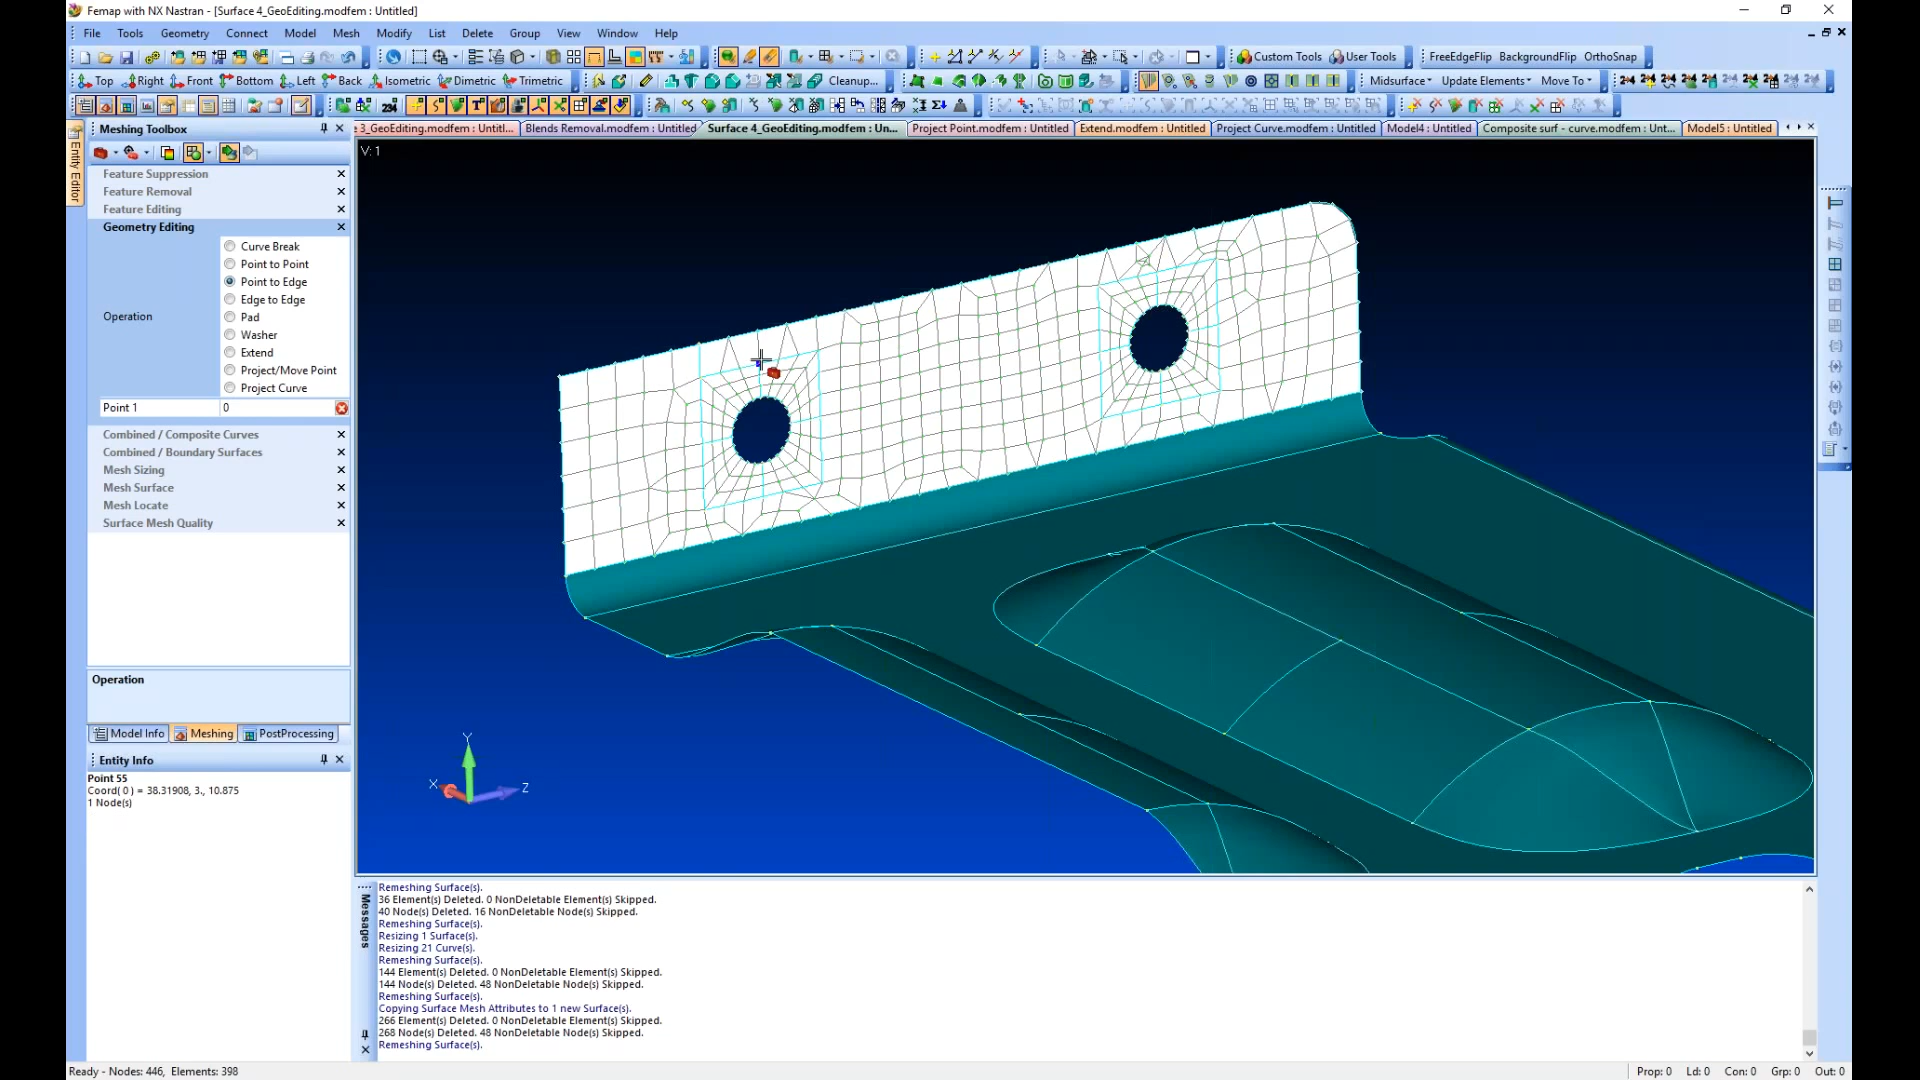 Femap with NX Nastran - [Surface 4_GeoEditing.modfem : Untitled]
File Tools Geometry Connect Model Mesh Modify List Delete Group View Window Help
Custom Tools User Tools FreeEdgeFlip BackgroundFlip OrthoSnap
Top Right Front Bottom Left Back Isometric Dimetric Trimetric Cleanup... Midsurface Update Elements Move To
234
Meshing Toolbox
3_GeoEditing.modfem : Untitl... Blends Removal.modfem : Untitled Surface 4_GeoEditing.modfem : Un... Project Point.modfem : Untitled Extend.modfem : Untitled Project Curve.modfem : Untitled Model4 : Untitled Composite surf - curve.modfem : Unt... Model5 : Untitled
Entity Editor
V: 1
Feature Suppression
Feature Removal
Feature Editing
Geometry Editing
Operation
Curve Break
Point to Point
Point to Edge
Edge to Edge
Pad
Washer
Extend
Project/Move Point
Project Curve
Point 1 0
Combined / Composite Curves
Combined / Boundary Surfaces
Mesh Sizing
Mesh Surface
Mesh Locate
Surface Mesh Quality
Operation
Model Info Meshing PostProcessing
Entity Info
Point 55
Coord( 0 ) = 38.31908, 3., 10.875
1 Node(s)
Y
X
Z
Messages
Remeshing Surface(s).
36 Element(s) Deleted. 0 NonDeletable Element(s) Skipped.
40 Node(s) Deleted. 16 NonDeletable Node(s) Skipped.
Remeshing Surface(s).
Resizing 1 Surface(s).
Resizing 21 Curve(s).
Remeshing Surface(s).
144 Element(s) Deleted. 0 NonDeletable Element(s) Skipped.
144 Node(s) Deleted. 48 NonDeletable Node(s) Skipped.
Remeshing Surface(s).
Copying Surface Mesh Attributes to 1 new Surface(s).
266 Element(s) Deleted. 0 NonDeletable Element(s) Skipped.
268 Node(s) Deleted. 48 NonDeletable Node(s) Skipped.
Remeshing Surface(s).
Ready - Nodes: 446, Elements: 398
Prop: 0 Ld: 0 Con: 0 Grp: 0 Out: 0